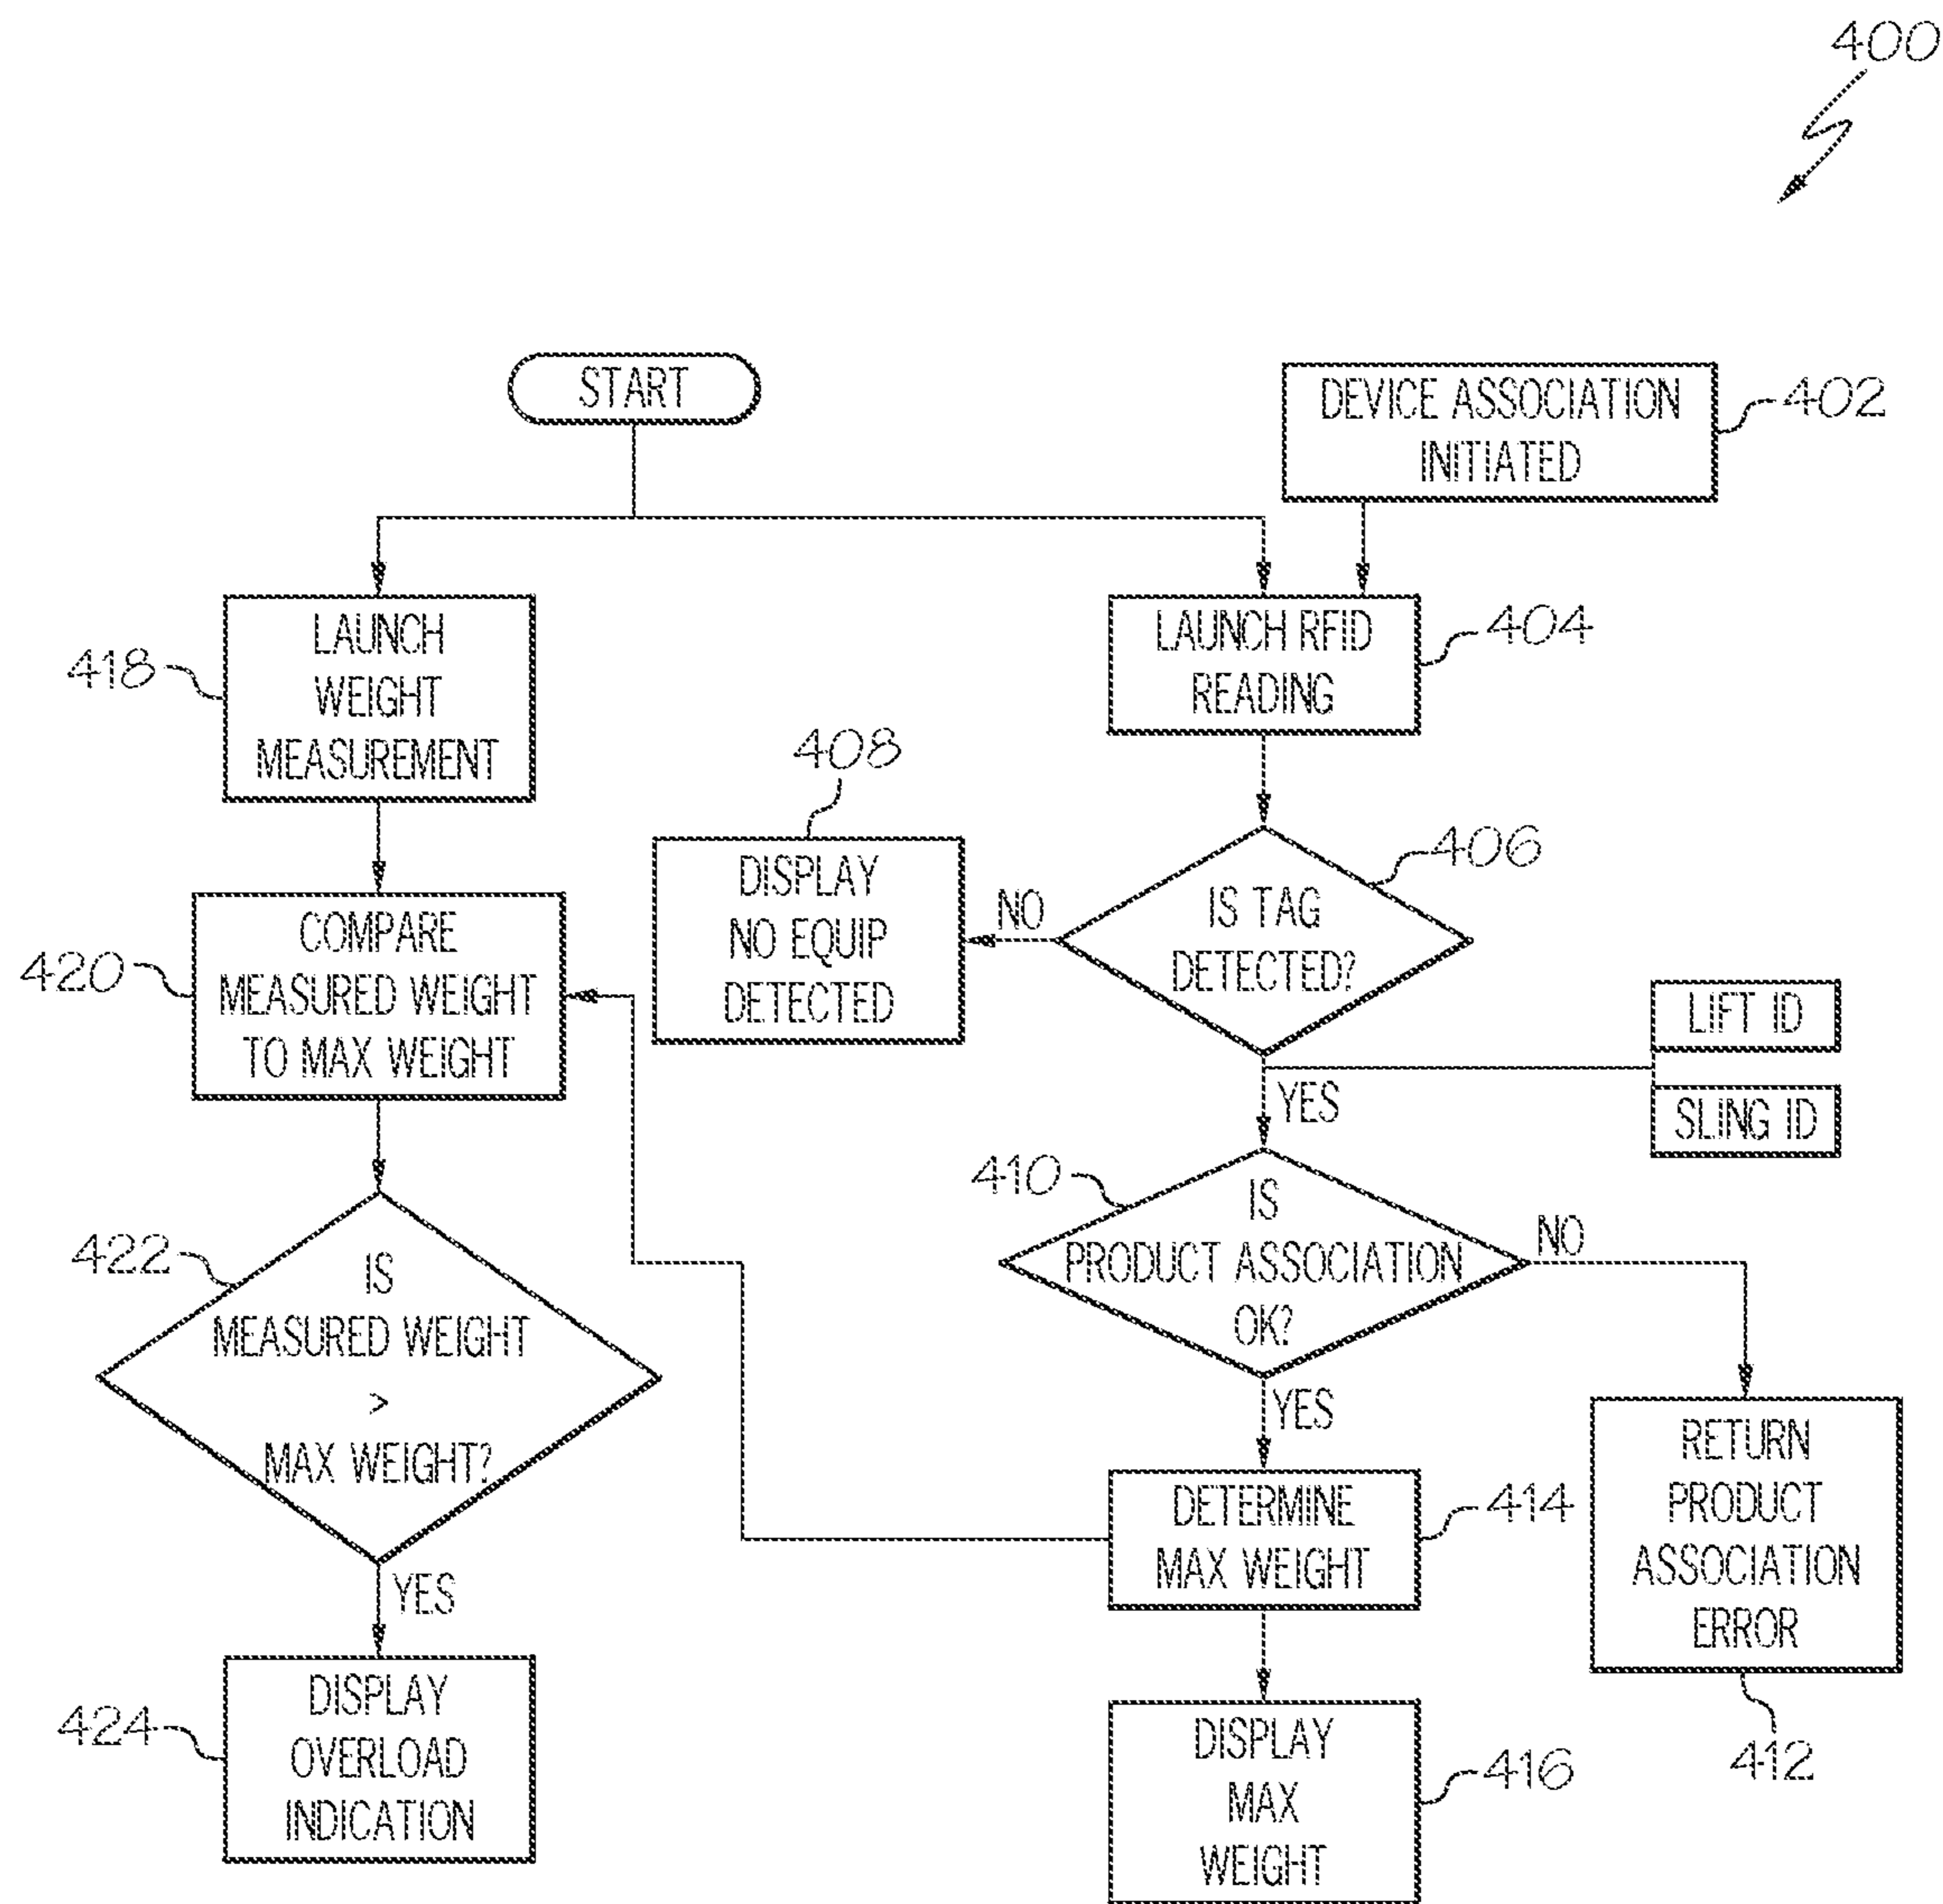 400
START
DEVICE ASSOCIATION
INITIATED
402
LAUNCH
WEIGHT
MEASUREMENT
418
LAUNCH RFID
READING
404
408
DISPLAY
NO EQUIP
DETECTED
NO
IS TAG
DETECTED?
406
COMPARE
MEASURED WEIGHT
TO MAX WEIGHT
420
LIFT ID
SLING ID
YES
410
IS
PRODUCT ASSOCIATION
OK?
NO
422
IS
MEASURED WEIGHT
>
MAX WEIGHT?
YES
RETURN
PRODUCT
ASSOCIATION
ERROR
412
DETERMINE
MAX WEIGHT
414
YES
DISPLAY
OVERLOAD
INDICATION
424
DISPLAY
MAX
WEIGHT
416